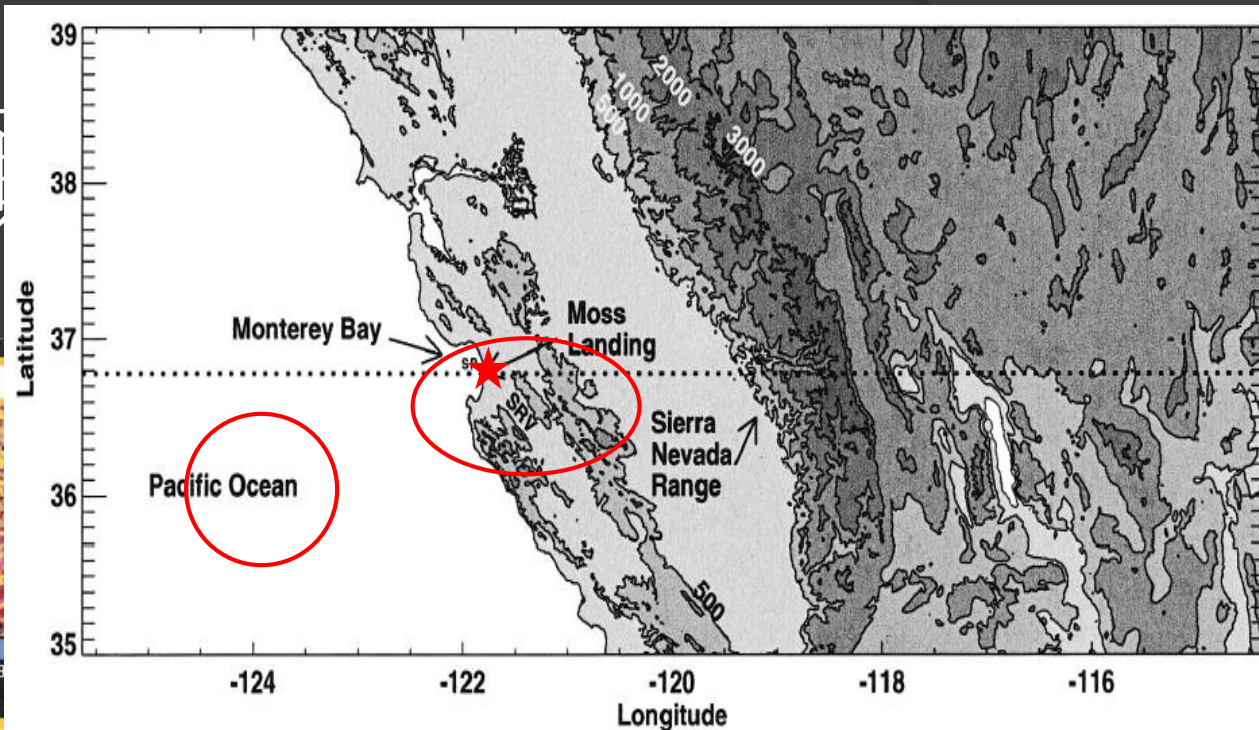 39
38
37
36
35
Latitude
500
1000
2000
3000
Monterey Bay
Moss
Landing
SRV
Sierra
Nevada
Range
Pacific Ocean
500
-124
-122
-120
-118
-116
Longitude